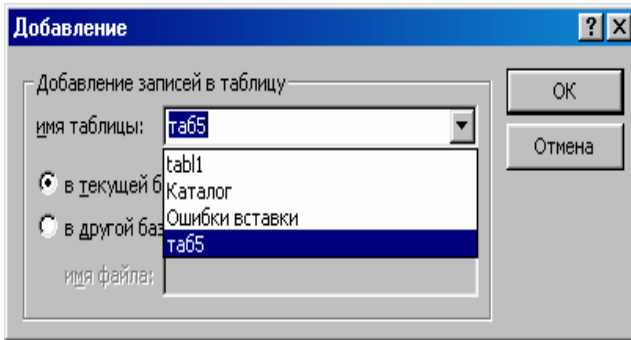 Добавление
Добавление записей в таблицу
имя таблицы: таб5
tabl1
Каталог
Ошибки вставки
таб5
в текущей б
в другой баз
имя файла:
ОК
Отмена